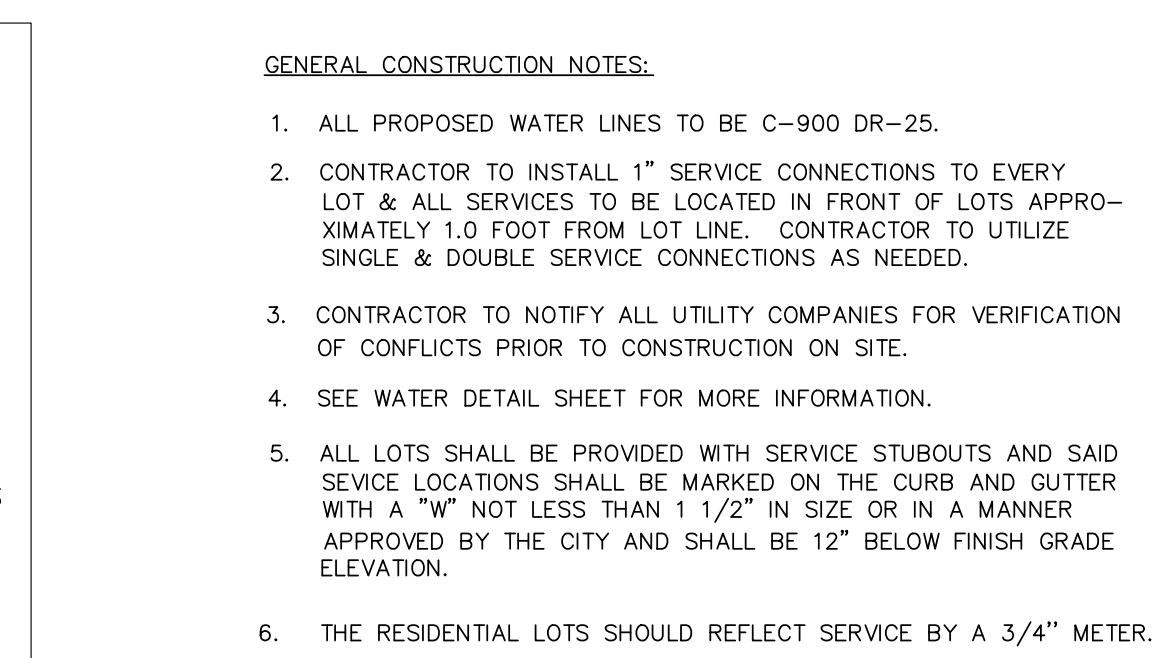 GENERAL CONSTRUCTION NOTES:
1. ALL PROPOSED WATER LINES TO BE C-900 DR-25.
2. CONTRACTOR TO INSTALL 1" SERVICE CONNECTIONS TO EVERY
LOT & ALL SERVICES TO BE LOCATED IN FRONT OF LOTS APPRO-
XIMATELY 1.0 FOOT FROM LOT LINE. CONTRACTOR TO UTILIZE
SINGLE & DOUBLE SERVICE CONNECTIONS AS NEEDED.
3. CONTRACTOR TO NOTIFY ALL UTILITY COMPANIES FOR VERIFICATION
OF CONFLICTS PRIOR TO CONSTRUCTION ON SITE.
4. SEE WATER DETAIL SHEET FOR MORE INFORMATION.
5. ALL LOTS SHALL BE PROVIDED WITH SERVICE STUBOUTS AND SAID
SEVICE LOCATIONS SHALL BE MARKED ON THE CURB AND GUTTER
WITH A "W" NOT LESS THAN 1 1/2" IN SIZE OR IN A MANNER
APPROVED BY THE CITY AND SHALL BE 12" BELOW FINISH GRADE
ELEVATION.
6. THE RESIDENTIAL LOTS SHOULD REFLECT SERVICE BY A 3/4'' METER.